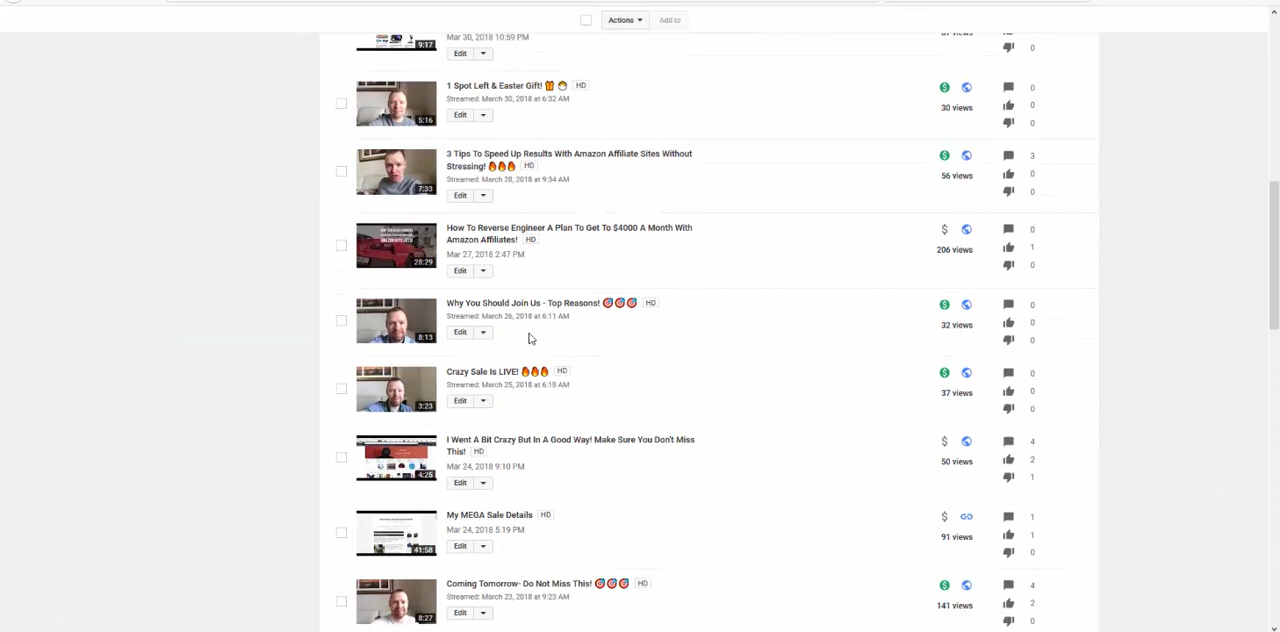 Actions
Add to
9:17
Mar 30, 2018 10:59 PM
views
0
Edit
1 Spot Left & Easter Gift! 🎁 🐣 HD
Streamed: March 30, 2018 at 6:32 AM
Edit
5:16
30 views
0
0
0
3 Tips To Speed Up Results With Amazon Affiliate Sites Without
Stressing! 🔥🔥🔥 HD
Streamed: March 28, 2018 at 9:34 AM
Edit
7:33
56 views
3
0
0
How To Reverse Engineer A Plan To Get To $4000 A Month With
Amazon Affiliates! HD
Mar 27, 2018 2:47 PM
Edit
28:29
$
206 views
0
1
0
Why You Should Join Us - Top Reasons! 🎯🎯🎯 HD
Streamed: March 26, 2018 at 6:11 AM
Edit
8:13
32 views
0
0
0
Crazy Sale Is LIVE! 🔥🔥🔥 HD
Streamed: March 25, 2018 at 6:18 AM
Edit
3:23
37 views
0
0
0
I Went A Bit Crazy But In A Good Way! Make Sure You Don't Miss
This! HD
Mar 24, 2018 9:10 PM
Edit
4:25
$
50 views
4
2
1
My MEGA Sale Details HD
Mar 24, 2018 5:19 PM
Edit
41:58
$
91 views
1
1
0
Coming Tomorrow- Do Not Miss This! 🎯🎯🎯 HD
Streamed: March 23, 2018 at 9:23 AM
Edit
8:27
141 views
4
2
0